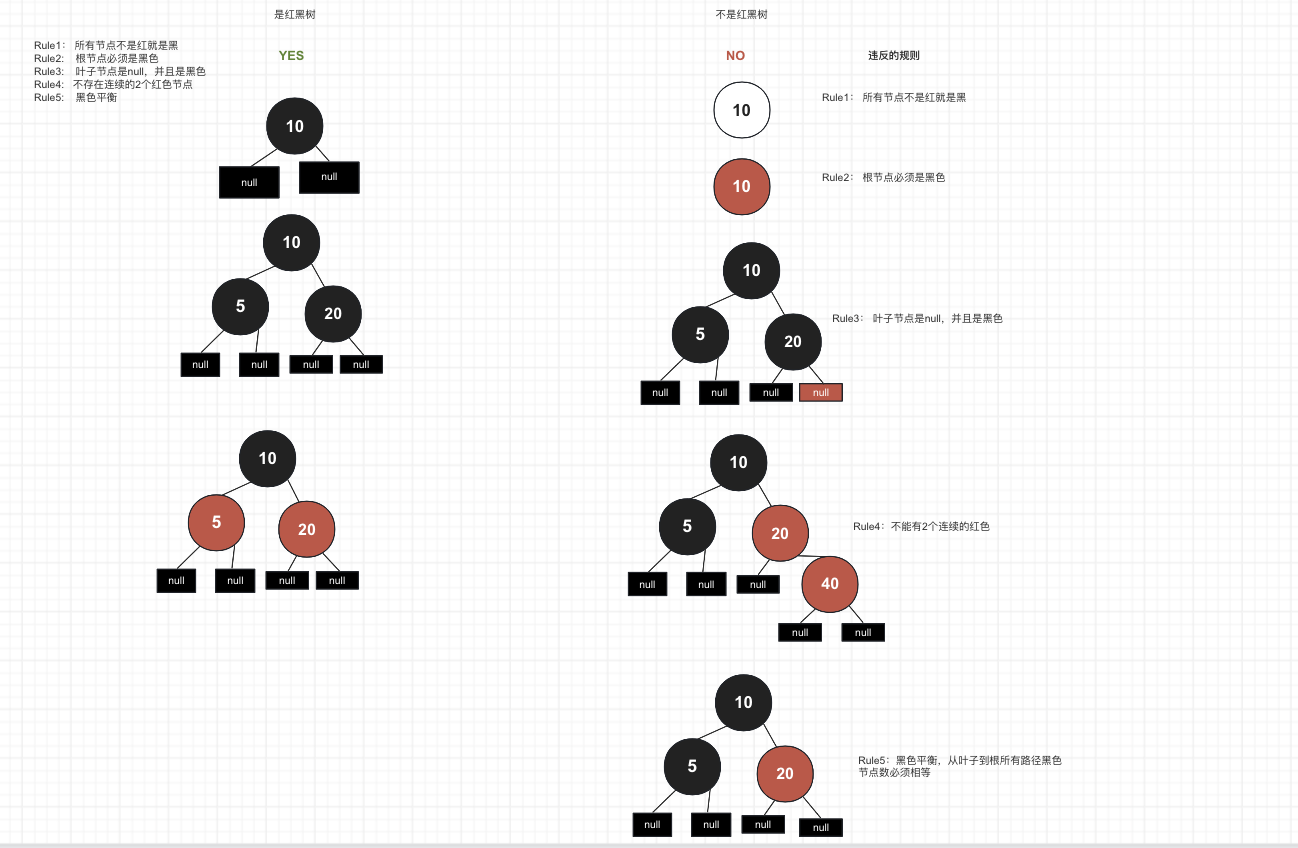 是红黑树
不是红黑树
Rule1： 所有节点不是红就是黑
Rule2： 根节点必须是黑色
Rule3： 叶子节点是null，并且是黑色
Rule4： 不存在连续的2个红色节点
Rule5: 黑色平衡
YES
NO
违反的规则
10
null
null
10
5
20
null
null
null
null
10
5
20
null
null
null
null
10
Rule1： 所有节点不是红就是黑
10
Rule2： 根节点必须是黑色
10
5
20
Rule3： 叶子节点是null，并且是黑色
null
null
null
null
10
5
20
Rule4：不能有2个连续的红色
null
null
null
40
null
null
10
5
20
Rule5：黑色平衡，从叶子到根所有路径黑色
节点数必须相等
null
null
null
null